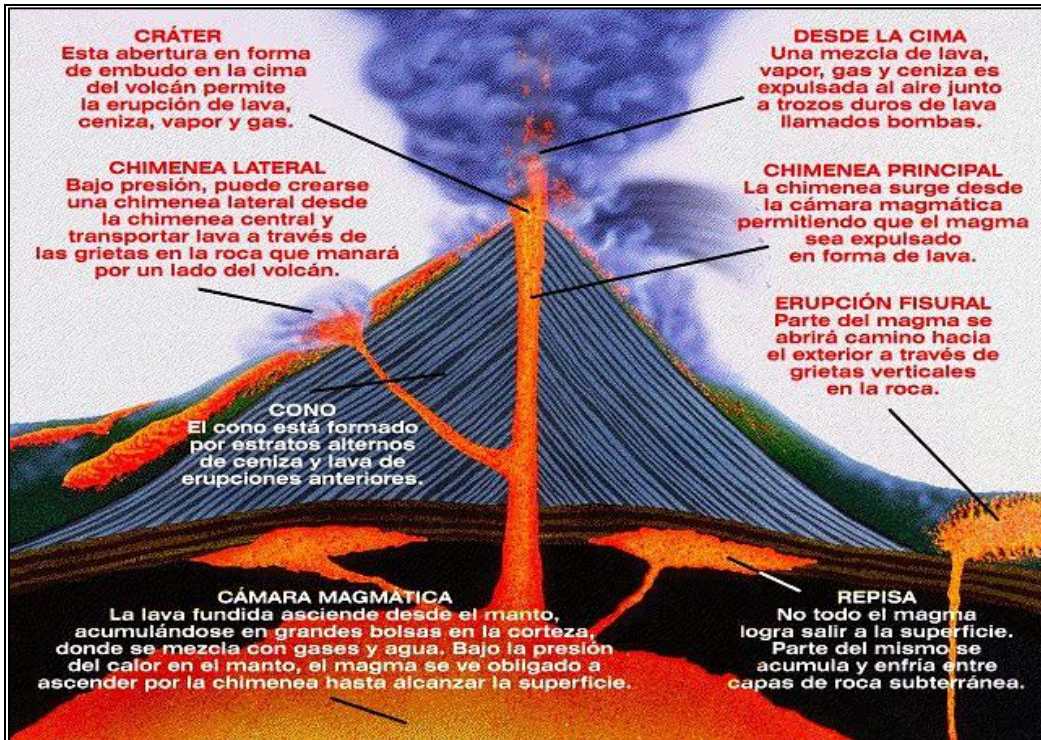 CRÁTER
Esta abertura en forma
de embudo en la cima
del volcán permite
la erupción de lava,
ceniza, vapor y gas.
DESDE LA CIMA
Una mezcla de lava,
vapor, gas y ceniza es
expulsada al aire junto
a trozos duros de lava
llamados bombas.
CHIMENEA LATERAL
Bajo presión, puede crearse
una chimenea lateral desde
la chimenea central y
transportar lava a través de
las grietas en la roca que manará
por un lado del volcán.
CHIMENEA PRINCIPAL
La chimenea surge desde
la cámara magmática
permitiendo que el magma
sea expulsado
en forma de lava.
ERUPCIÓN FISURAL
Parte del magma se
abrirá camino hacia
el exterior a través de
grietas verticales
en la roca.
CONO
El cono está formado
por estratos alternos
de ceniza y lava de
erupciones anteriores.
CÁMARA MAGMÁTICA
La lava fundida asciende desde el manto,
acumulándose en grandes bolsas en la corteza,
donde se mezcla con gases y agua. Bajo la presión
del calor en el manto, el magma se ve obligado a
ascender por la chimenea hasta alcanzar la superficie.
REPISA
No todo el magma
logra salir a la superficie.
Parte del mismo se
acumula y enfría entre
capas de roca subterránea.